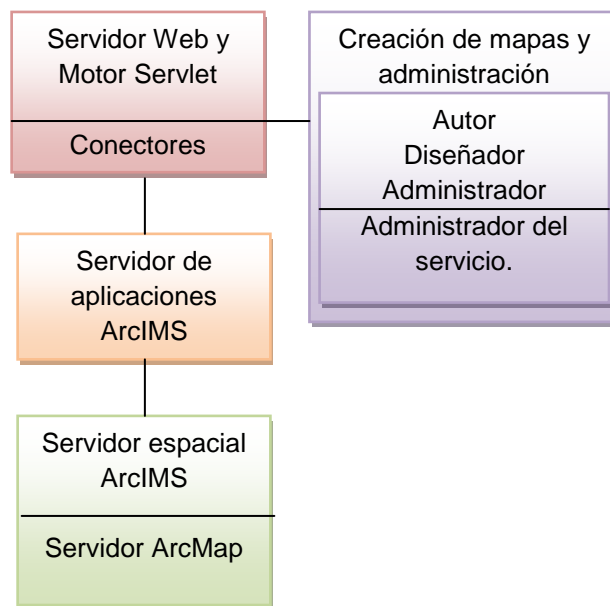 Servidor Web y
Motor Servlet
Conectores
Creación de mapas y
administración
Autor
Diseñador
Administrador
Administrador del
servicio.
Servidor de
aplicaciones
ArcIMS
Servidor espacial
ArcIMS
Servidor ArcMap